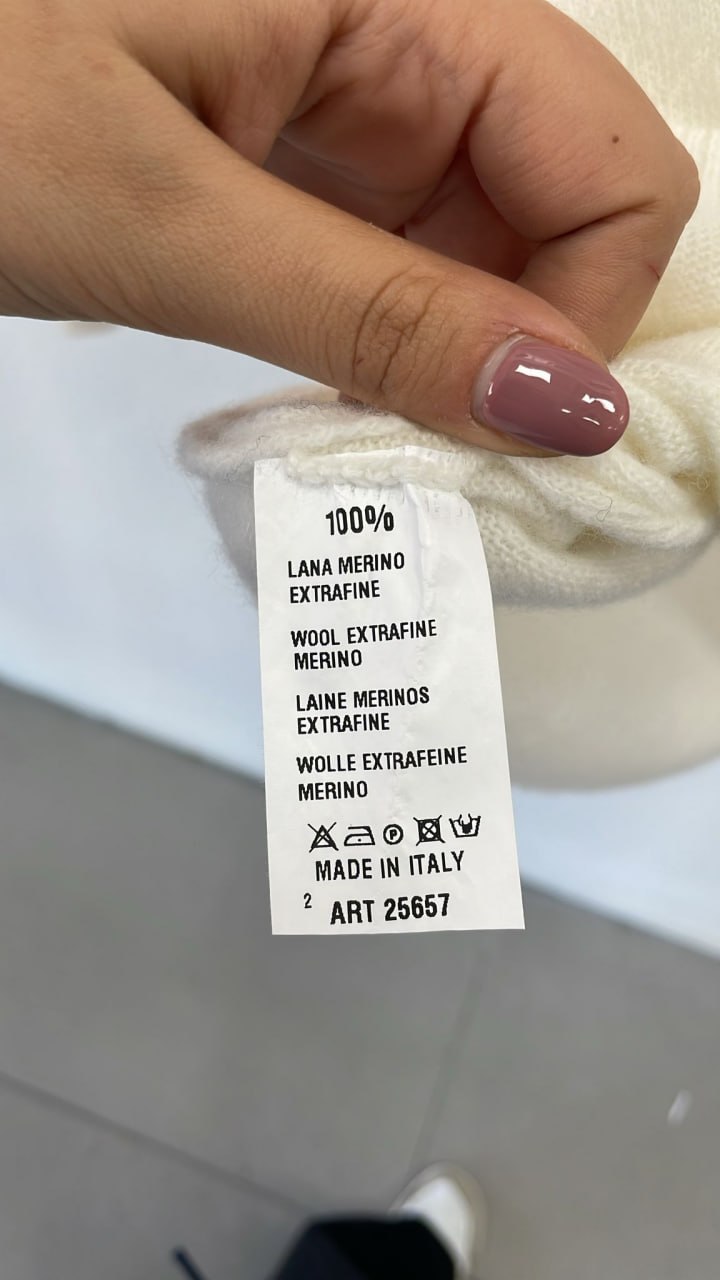 100%
LANA MERINO
EXTRAFINE
WOOL EXTRAFINE
MERINO
LAINE MERINOS
EXTRAFINE
WOLLE EXTRAFEINE
MERINO
P
MADE IN ITALY
2 ART 25657